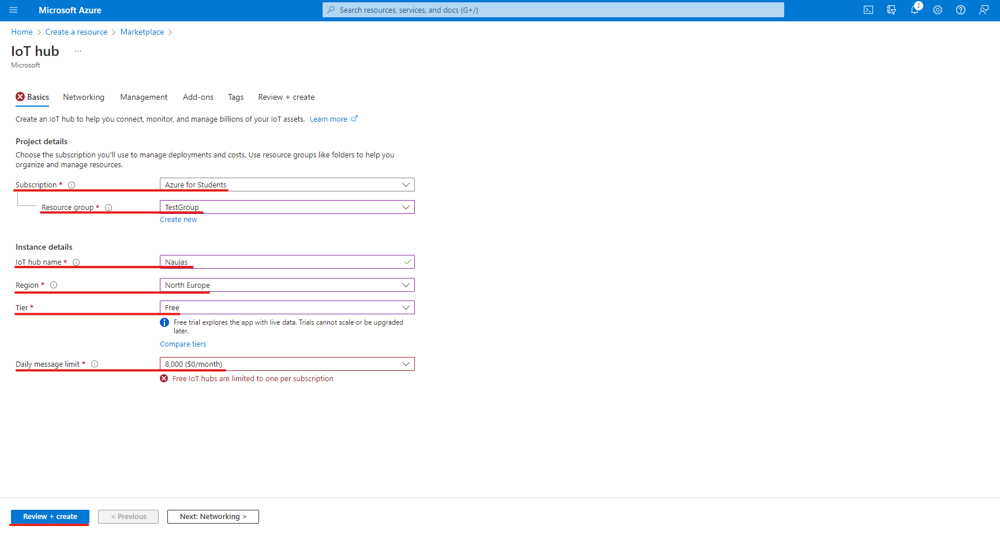 Microsoft Azure
Search resources, services, and docs (G+/)
2
Home > Create a resource > Marketplace >
IoT hub ...
Microsoft
Basics Networking Management Add-ons Tags Review + create
Create an IoT hub to help you connect, monitor, and manage billions of your IoT assets. Learn more
Project details
Choose the subscription you'll use to manage deployments and costs. Use resource groups like folders to help you
organize and manage resources.
Subscription * Azure for Students
Resource group * TestGroup
Create new
Instance details
IoT hub name * Naujas
Region * North Europe
Tier * Free
Free trial explores the app with live data. Trials cannot scale or be upgraded
later.
Compare tiers
Daily message limit * 8,000 ($0/month)
Free IoT hubs are limited to one per subscription
Review + create < Previous Next: Networking >